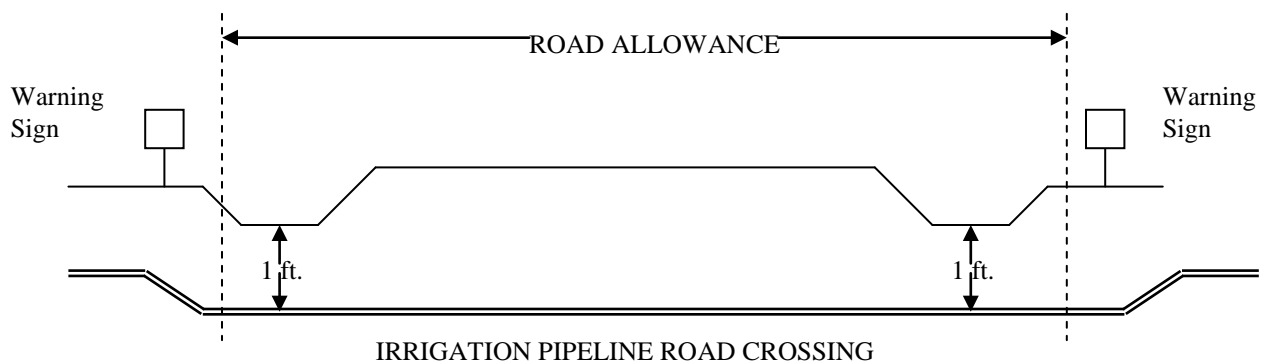 ROAD ALLOWANCE
Warning
Sign
Warning
Sign
1 ft.
1 ft.
IRRIGATION PIPELINE ROAD CROSSING